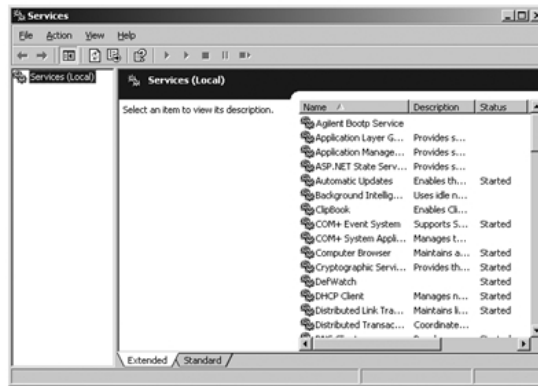 Services
File Action View Help
Services (Local)
Services (Local)
Select an item to view its description.
Name Description Status
Agilent Bootp Service
Application Layer G... Provides s...
Application Manage... Provides s...
ASP.NET State Serv... Provides s...
Automatic Updates Enables th... Started
Background Intellig... Uses idle n...
ClipBook Enables Cli...
COM+ Event System Supports S... Started
COM+ System Appli... Manages t...
Computer Browser Maintains a... Started
Cryptographic Servi... Provides th... Started
DefWatch Started
DHCP Client Manages n... Started
Distributed Link Tra... Maintains li... Started
Distributed Transac... Coordinate...
Extended Standard